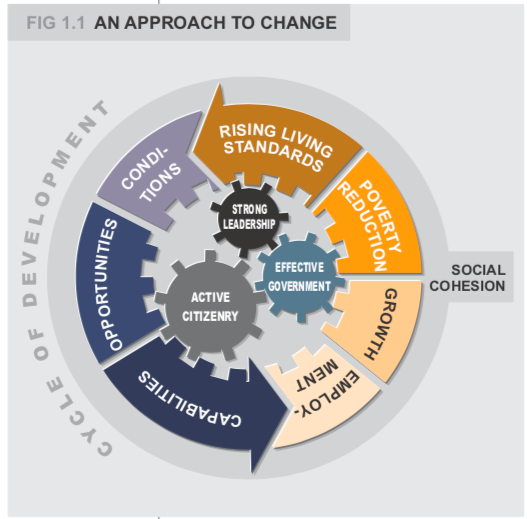 FIG 1.1 AN APPROACH TO CHANGE
CYCLE OF DEVELOPMENT
RISING LIVING
STANDARDS
POVERTY
REDUCTION
GROWTH
EMPLOY-
MENT
CAPABILITIES
OPPORTUNITIES
CONDI-
TIONS
STRONG
LEADERSHIP
EFFECTIVE
GOVERNMENT
ACTIVE
CITIZENRY
SOCIAL
COHESION